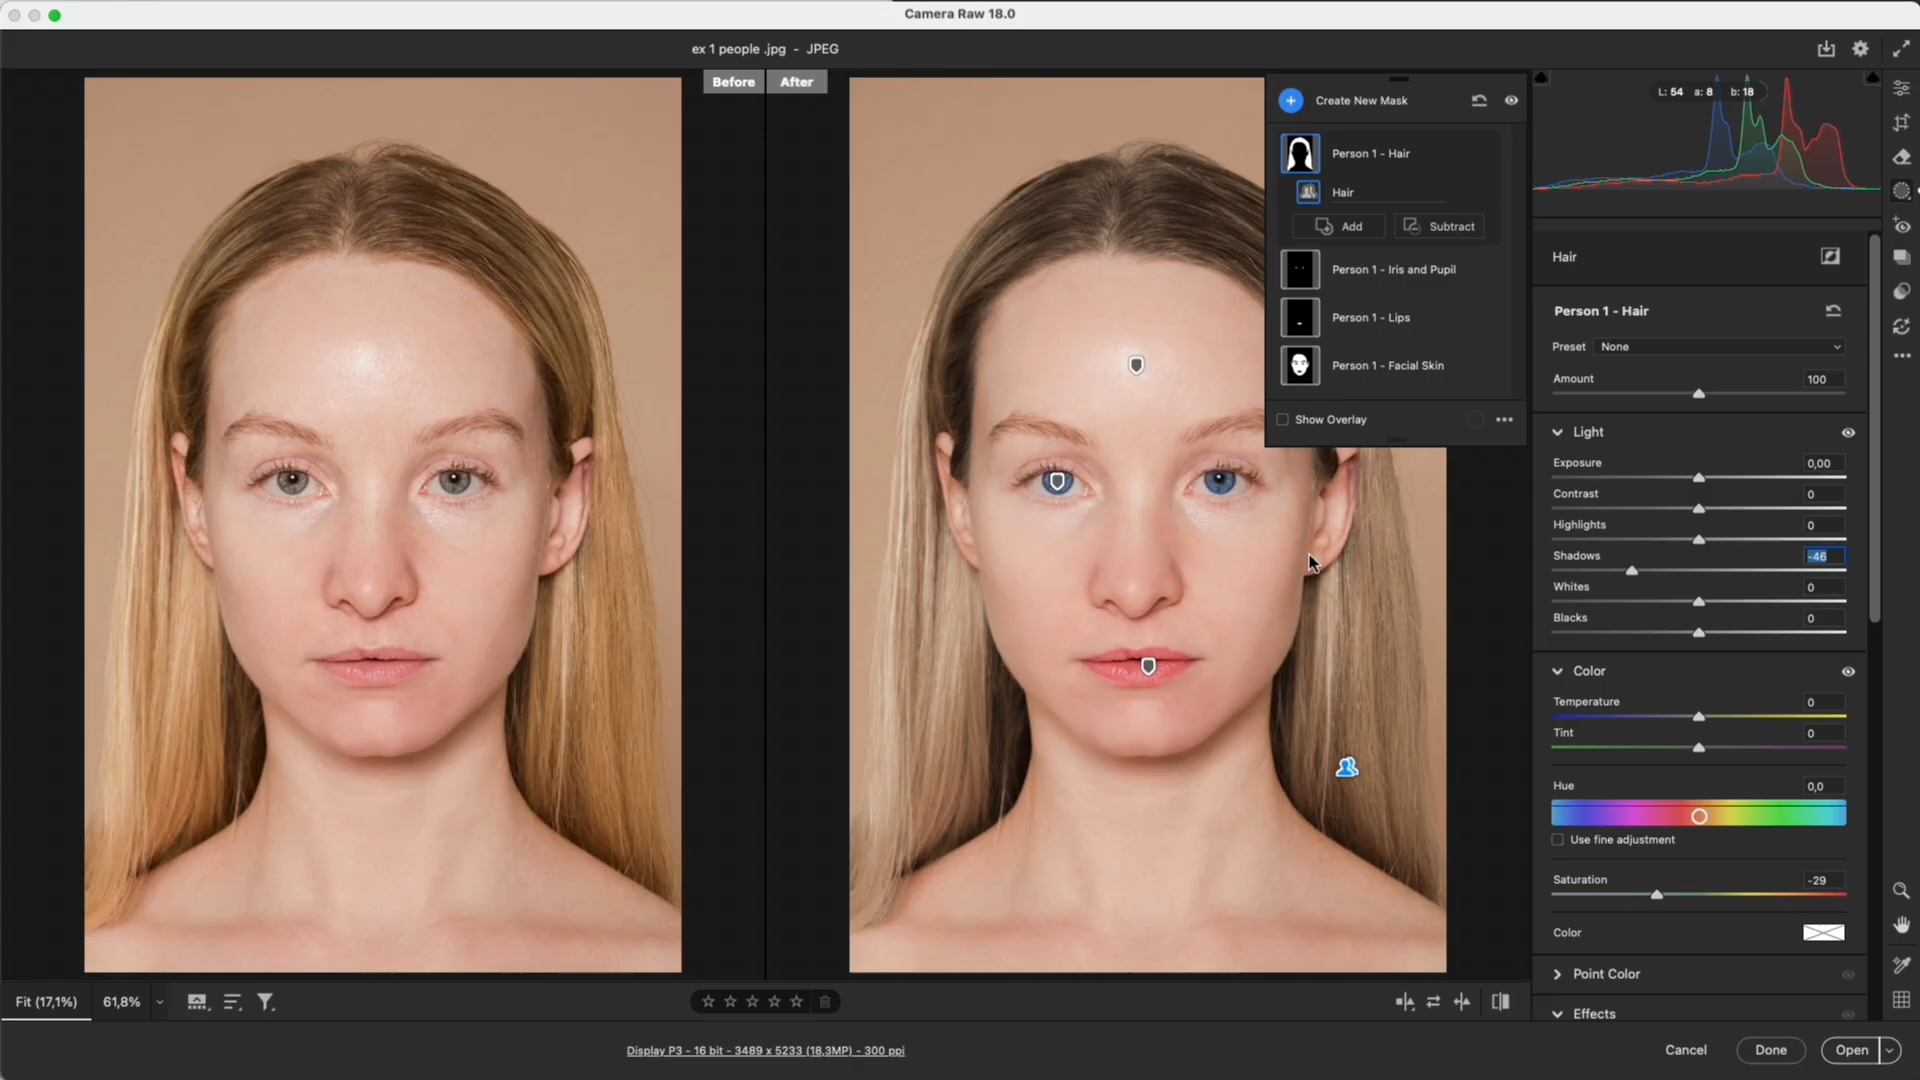 Camera Raw 18.0
ex 1 people .jpg - JPEG
Before
After
Create New Mask
Person 1 - Hair
Hair
Add
Subtract
Person 1 - Iris and Pupil
Person 1 - Lips
Person 1 - Facial Skin
Show Overlay
L: 54 a: 8 b: 18
Hair
Person 1 - Hair
Preset None
Amount 100
Light
Exposure 0,00
Contrast 0
Highlights 0
Shadows -46
Whites 0
Blacks 0
Color
Temperature 0
Tint 0
Hue 0,0
Use fine adjustment
Saturation -29
Color
Point Color
Effects
Fit (17,1%) 61,8%
Display P3 - 16 bit - 3489 x 5233 (18,3MP) - 300 ppi
Cancel
Done
Open